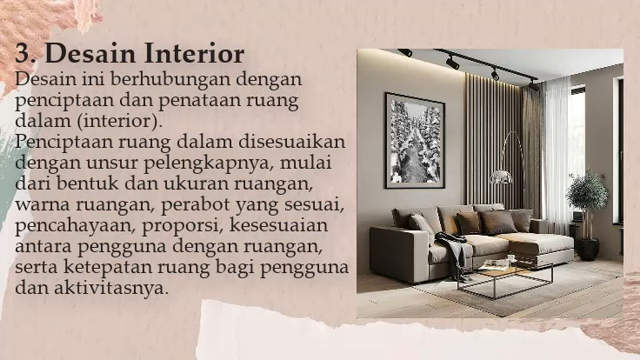 3. Desain Interior
Desain ini berhubungan dengan
penciptaan dan penataan ruang
dalam (interior).
Penciptaan ruang dalam disesuaikan
dengan unsur pelengkapnya, mulai
dari bentuk dan ukuran ruangan,
warna ruangan, perabot yang sesuai,
pencahayaan, proporsi, kesesuaian
antara pengguna dengan ruangan,
serta ketepatan ruang bagi pengguna
dan aktivitasnya.